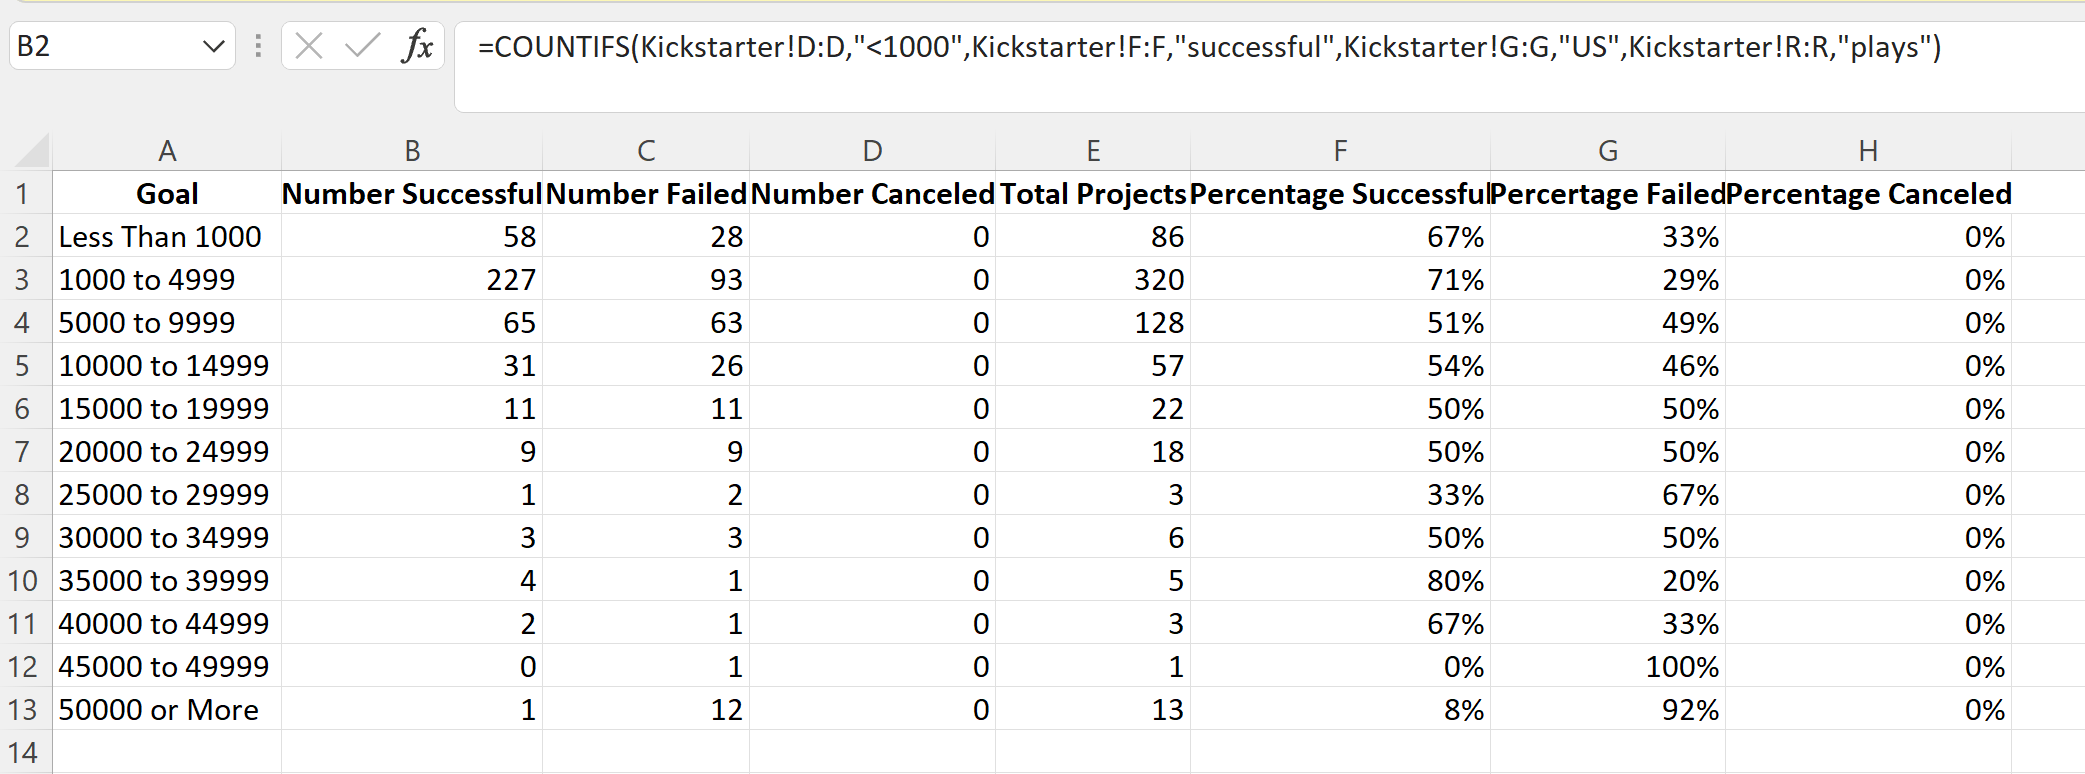 B2 fx =COUNTIFS(Kickstarter!D:D,"<1000",Kickstarter!F:F,"successful",Kickstarter!G:G,"US",Kickstarter!R:R,"plays")
A B C D E F G H
1 Goal Number Successful Number Failed Number Canceled Total Projects Percentage Successful Percertage Failed Percentage Canceled
2 Less Than 1000 58 28 0 86 67% 33% 0%
3 1000 to 4999 227 93 0 320 71% 29% 0%
4 5000 to 9999 65 63 0 128 51% 49% 0%
5 10000 to 14999 31 26 0 57 54% 46% 0%
6 15000 to 19999 11 11 0 22 50% 50% 0%
7 20000 to 24999 9 9 0 18 50% 50% 0%
8 25000 to 29999 1 2 0 3 33% 67% 0%
9 30000 to 34999 3 3 0 6 50% 50% 0%
10 35000 to 39999 4 1 0 5 80% 20% 0%
11 40000 to 44999 2 1 0 3 67% 33% 0%
12 45000 to 49999 0 1 0 1 0% 100% 0%
13 50000 or More 1 12 0 13 8% 92% 0%
14